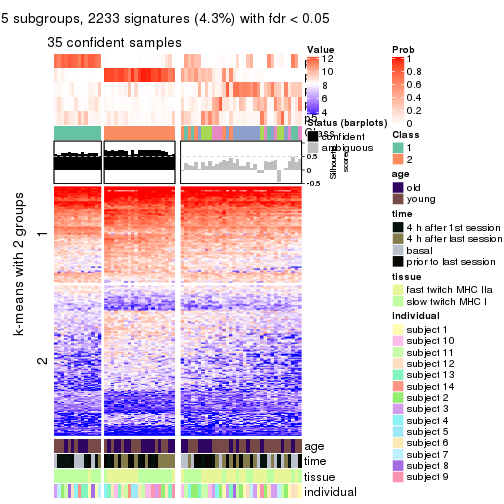 5 subgroups, 2233 signatures (4.3%) with fdr < 0.05
35 confident samples
p5
Class
1
2
k-means with 2 groups
0.5
0
-0.5
Silhouette
score
age
time
tissue
individual
Value
12
10
8
6
4
Status (barplots)
confident
ambiguous
Prob
1
0.8
0.6
0.4
0.2
0
Class
1
2
age
old
young
time
4 h after 1st session
4 h after last session
basal
prior to last session
tissue
fast twitch MHC IIa
slow twitch MHC I
individual
subject 1
subject 10
subject 11
subject 12
subject 13
subject 14
subject 2
subject 3
subject 4
subject 5
subject 6
subject 7
subject 8
subject 9